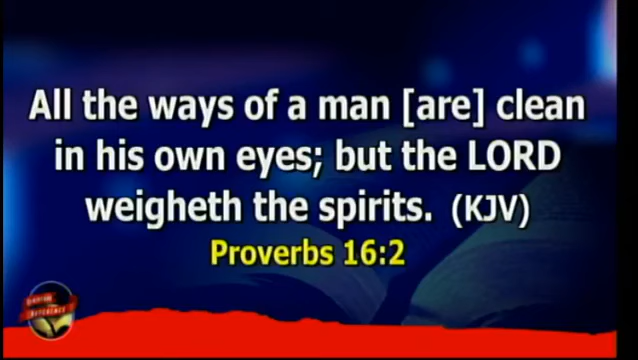 All the ways of a man [are] clean
in his own eyes; but the LORD
weigheth the spirits. (KJV)
Proverbs 16:2
REFERENCE